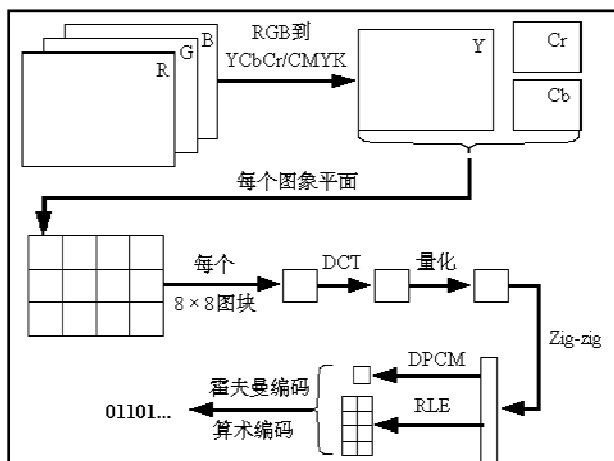 R
G
B
RGB到
YCbCr/CMYK
Y
Cr
Cb
每个图象平面
每个
8×8图块
DCT
量化
Zig-zig
DPCM
RLE
霍夫曼编码
算术编码
01101...